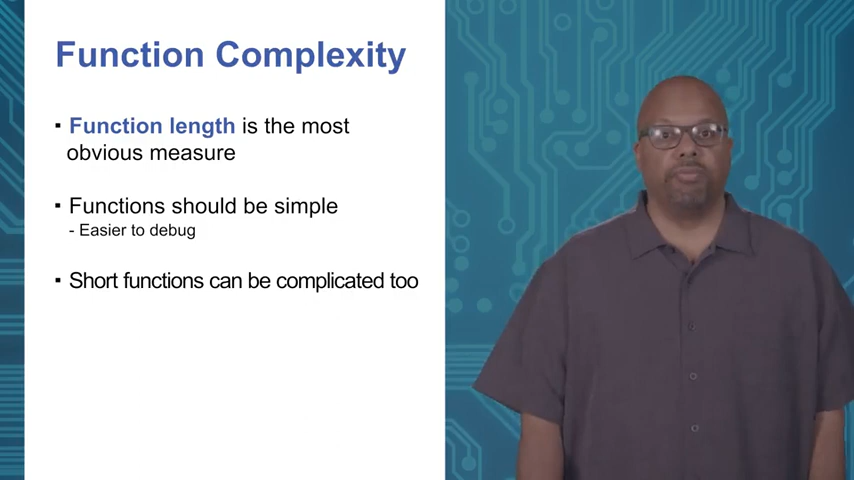 Function Complexity
▪ Function length is the most
obvious measure
▪ Functions should be simple
- Easier to debug
▪ Short functions can be complicated too